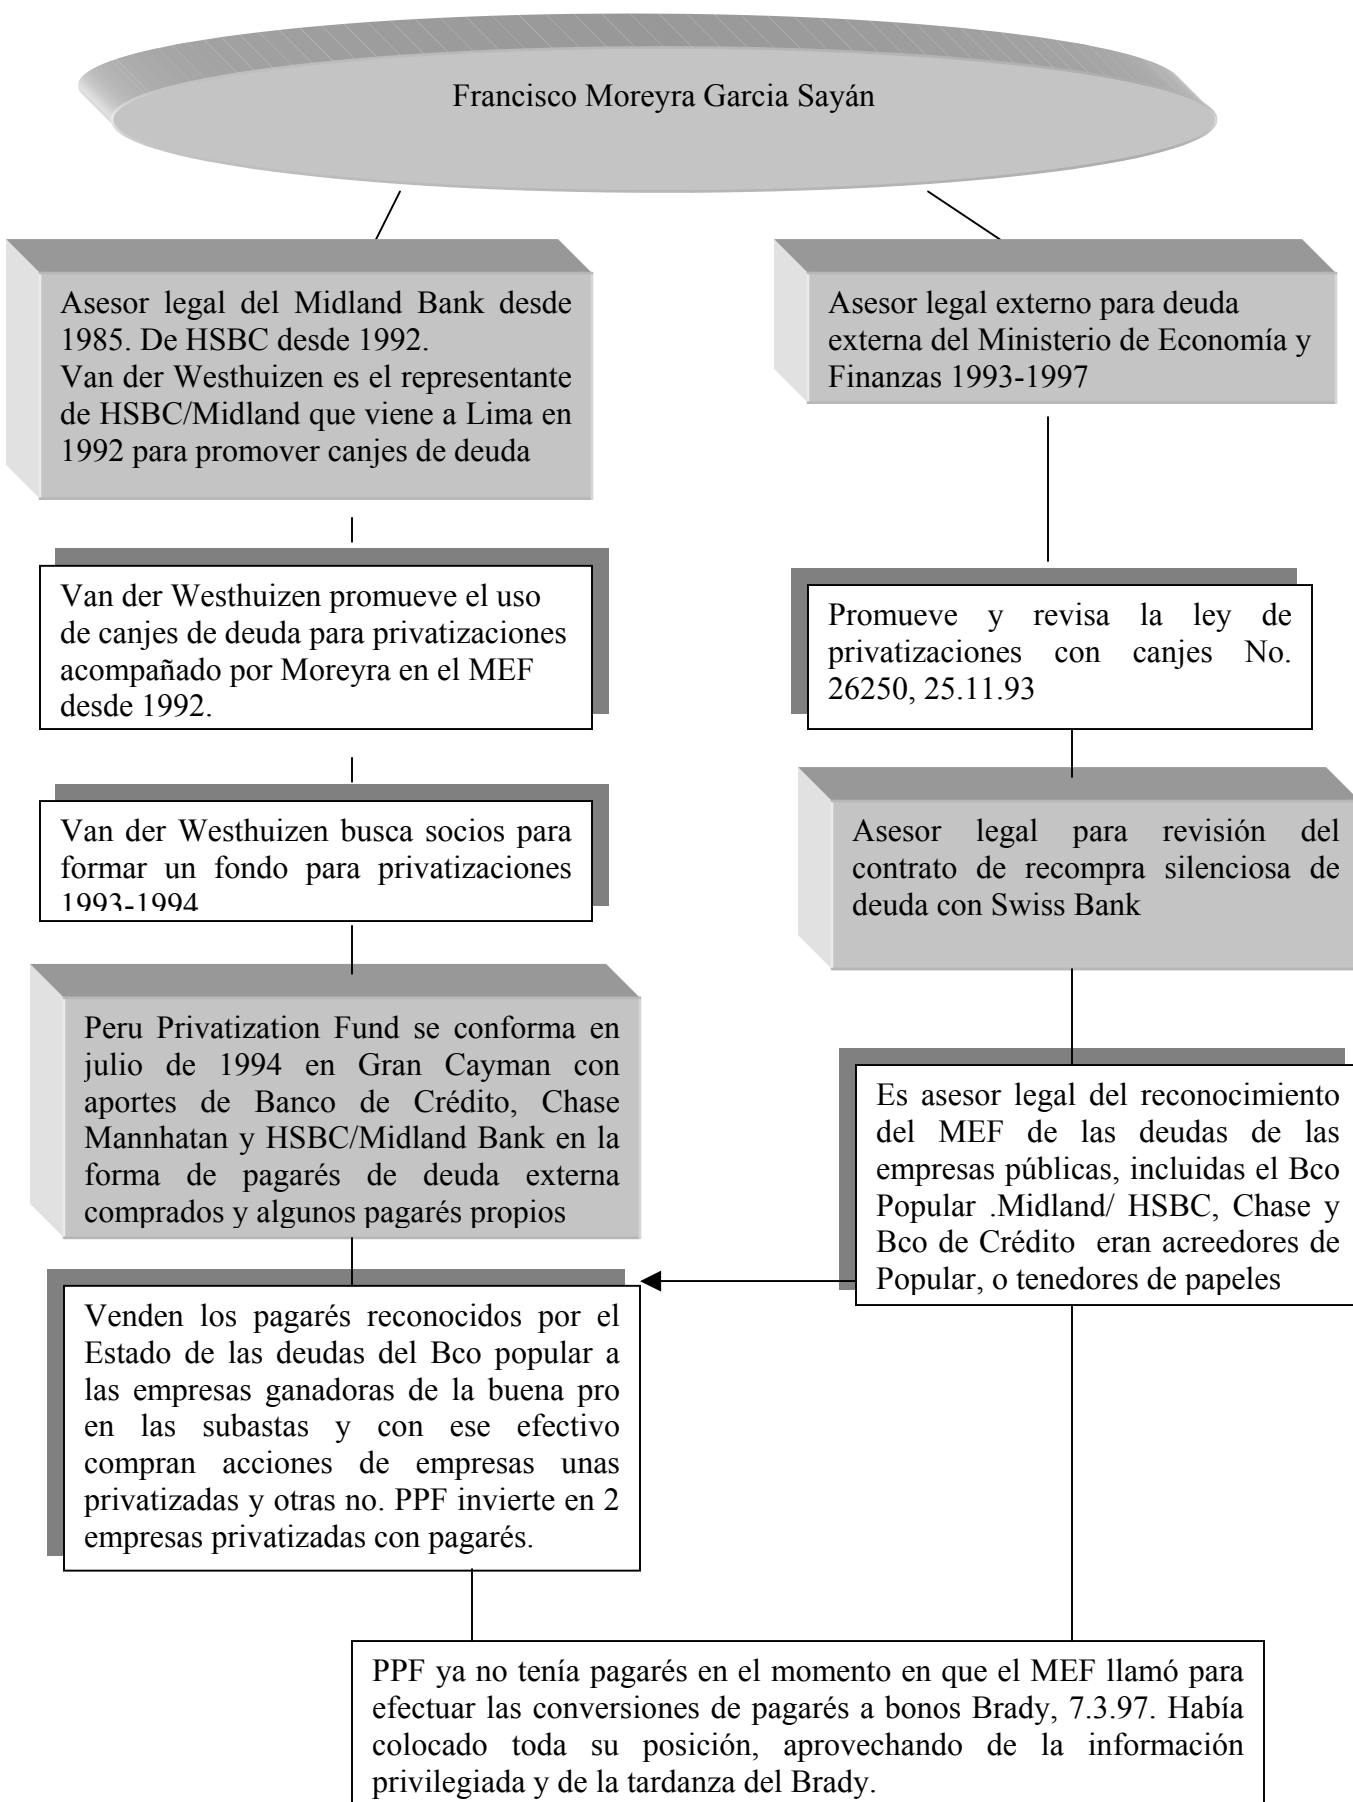 Francisco Moreyra Garcia Sayán
Asesor legal del Midland Bank desde
1985. De HSBC desde 1992.
Van der Westhuizen es el representante
de HSBC/Midland que viene a Lima en
1992 para promover canjes de deuda
Van der Westhuizen promueve el uso
de canjes de deuda para privatizaciones
acompañado por Moreyra en el MEF
desde 1992.
Van der Westhuizen busca socios para
formar un fondo para privatizaciones
1993-1994
Peru Privatization Fund se conforma en
julio de 1994 en Gran Cayman con
aportes de Banco de Crédito, Chase
Mannhatan y HSBC/Midland Bank en la
forma de pagarés de deuda externa
comprados y algunos pagarés propios
Venden los pagarés reconocidos por el
Estado de las deudas del Bco popular a
las empresas ganadoras de la buena pro
en las subastas y con ese efectivo
compran acciones de empresas unas
privatizadas y otras no. PPF invierte en 2
empresas privatizadas con pagarés.
Asesor legal externo para deuda
externa del Ministerio de Economía y
Finanzas 1993-1997
Promueve y revisa la ley de
privatizaciones con canjes No.
26250, 25.11.93
Asesor legal para revisión del
contrato de recompra silenciosa de
deuda con Swiss Bank
Es asesor legal del reconocimiento
del MEF de las deudas de las
empresas públicas, incluidas el Bco
Popular .Midland/ HSBC, Chase y
Bco de Crédito eran acreedores de
Popular, o tenedores de papeles
PPF ya no tenía pagarés en el momento en que el MEF llamó para
efectuar las conversiones de pagarés a bonos Brady, 7.3.97. Había
colocado toda su posición, aprovechando de la información
privilegiada y de la tardanza del Brady.